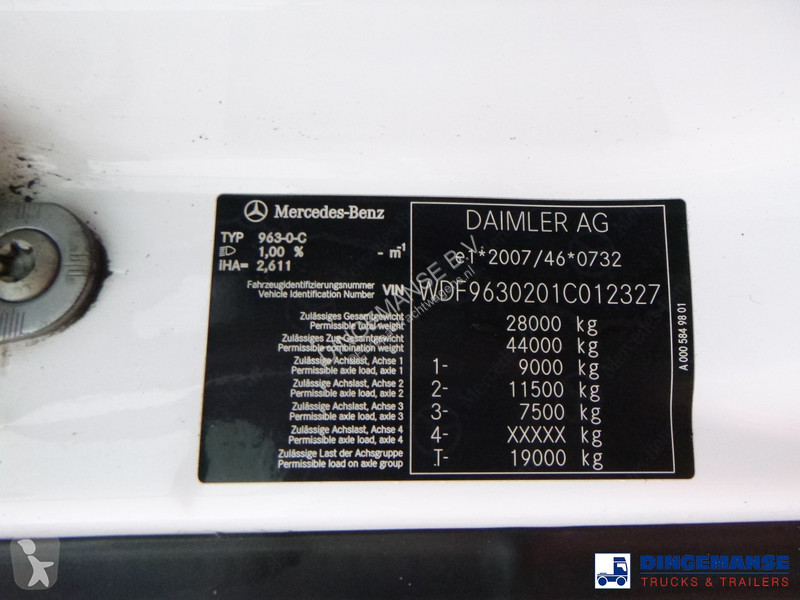 Mercedes-Benz
DAIMLER AG
TYP 963-0-C
1,00 % - m⁻¹
iHA= 2,611
e1*2007/46*0732
Fahrzeugidentifizierungsnummer
Vehicle Identification Number VIN WDF9630201C012327
Zulässiges Gesamtgewicht
Permissible total weight 28000 kg
Zulässiges Zug-Gesamtgewicht
Permissible combination weight 44000 kg
Zulässige Achslast, Achse 1
Permissible axle load, axle 1 1- 9000 kg
Zulässige Achslast, Achse 2
Permissible axle load, axle 2 2- 11500 kg
Zulässige Achslast, Achse 3
Permissible axle load, axle 3 3- 7500 kg
Zulässige Achslast, Achse 4
Permissible axle load, axle 4 4- XXXXX kg
Zulässige Last der Achsgruppe
Permissible load on axle group T- 19000 kg
A 000 584 98 01
DINGEMANSE B.V.
DINGEMANSE
TRUCKS & TRAILERS